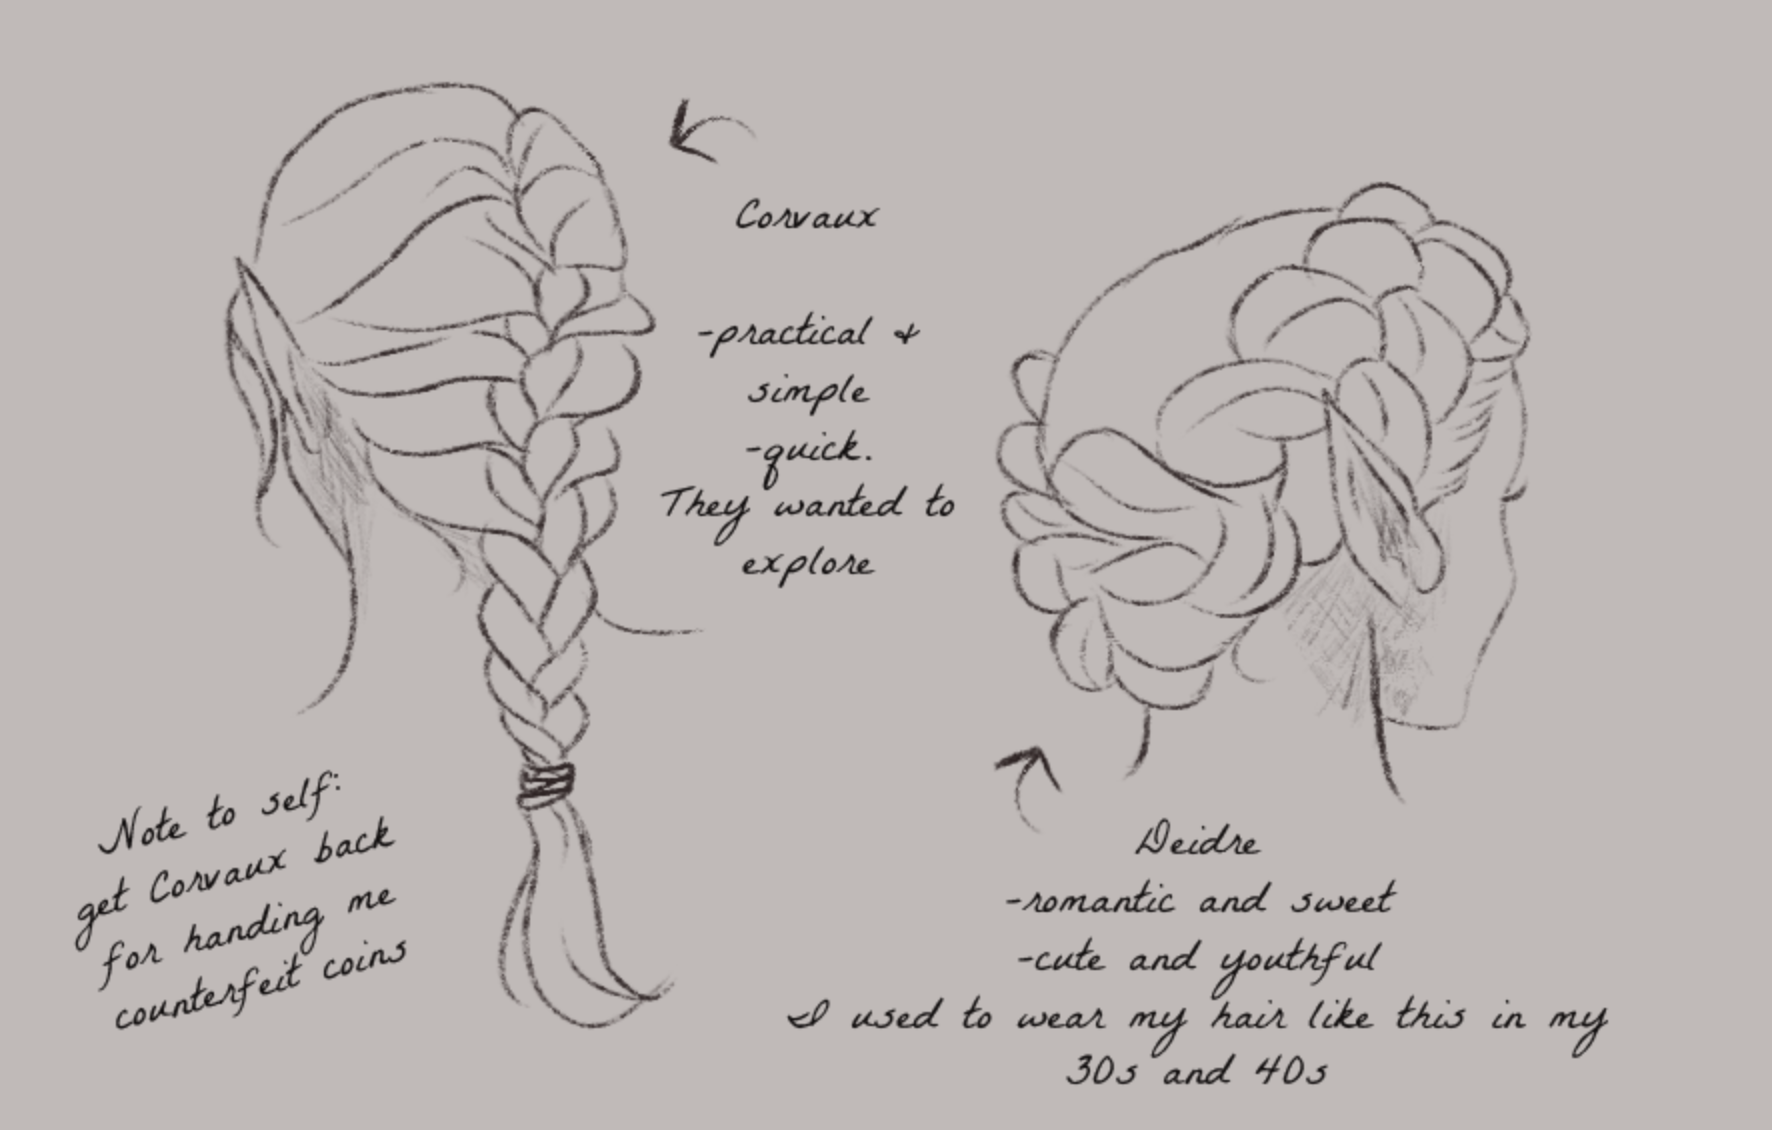 Corvaux
-practical &
simple
-quick.
They wanted to
explore
Note to self:
get Corvaux back
for handing me
counterfeit coins
Deidre
-romantic and sweet
-cute and youthful
I used to wear my hair like this in my
30s and 40s